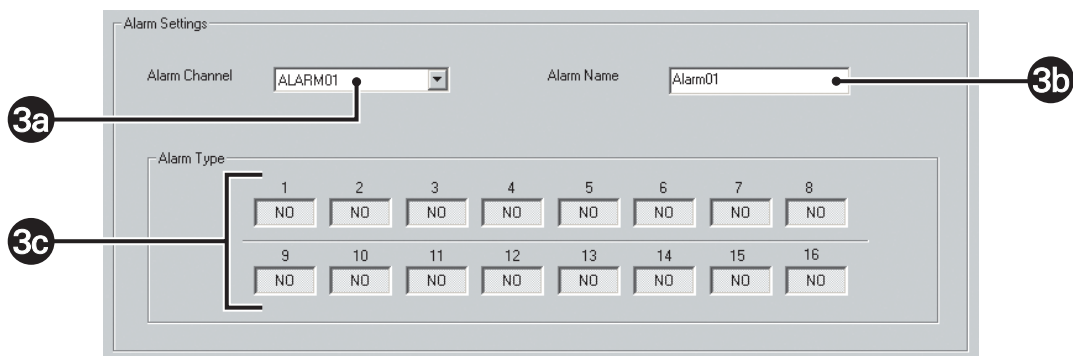 Alarm Settings
Alarm Channel ALARM01 Alarm Name Alarm01
3a
3b
Alarm Type
1 2 3 4 5 6 7 8
NO NO NO NO NO NO NO NO
3c
9 10 11 12 13 14 15 16
NO NO NO NO NO NO NO NO